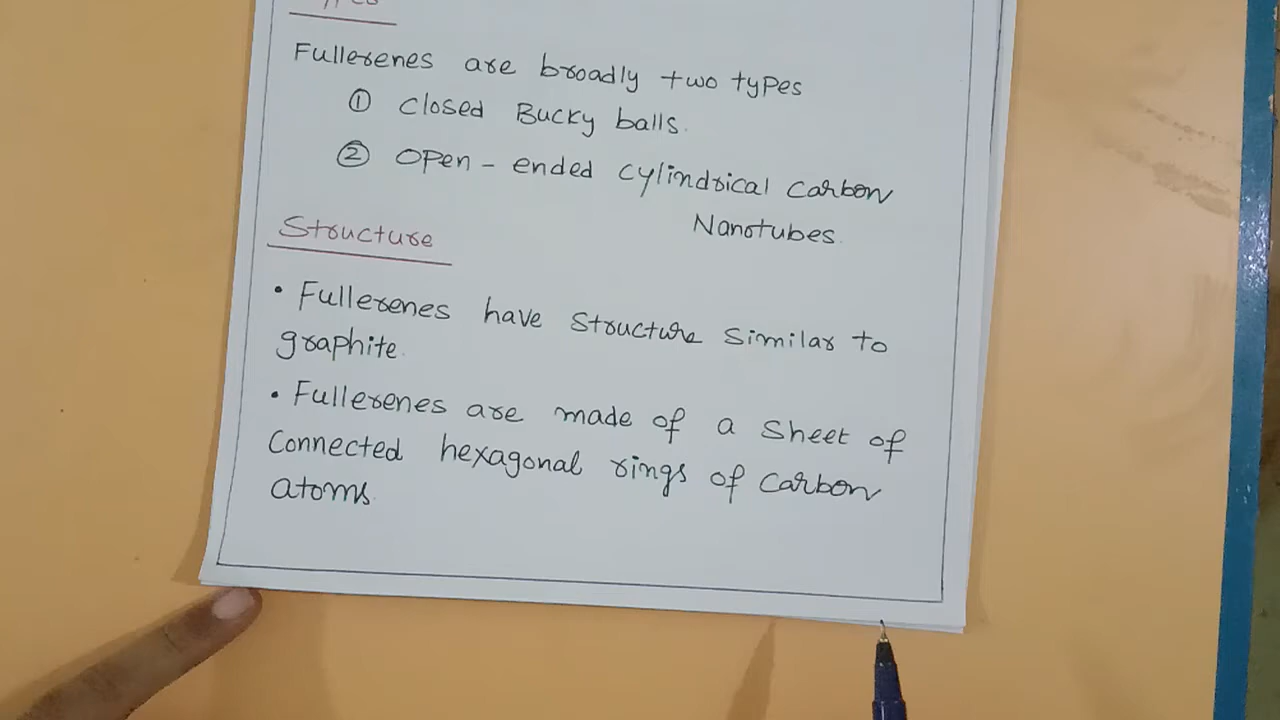 Fullerenes are broadly two types
① closed Bucky balls.
② Open - ended cylindrical carbon
Nanotubes.
Structure
• Fullerenes have structure similar to
graphite.
• Fullerenes are made of a sheet of
connected hexagonal rings of carbon
atoms.